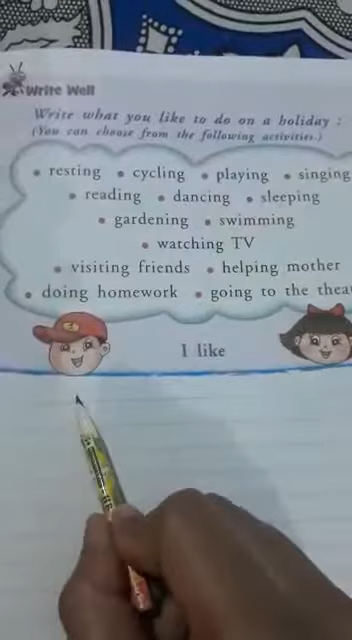 Write Well
Write what you like to do on a holiday :
(You can choose from the following activities.)
• resting • cycling • playing • singing
• reading • dancing • sleeping
• gardening • swimming
• watching TV
• visiting friends • helping mother
• doing homework • going to the thea
I like